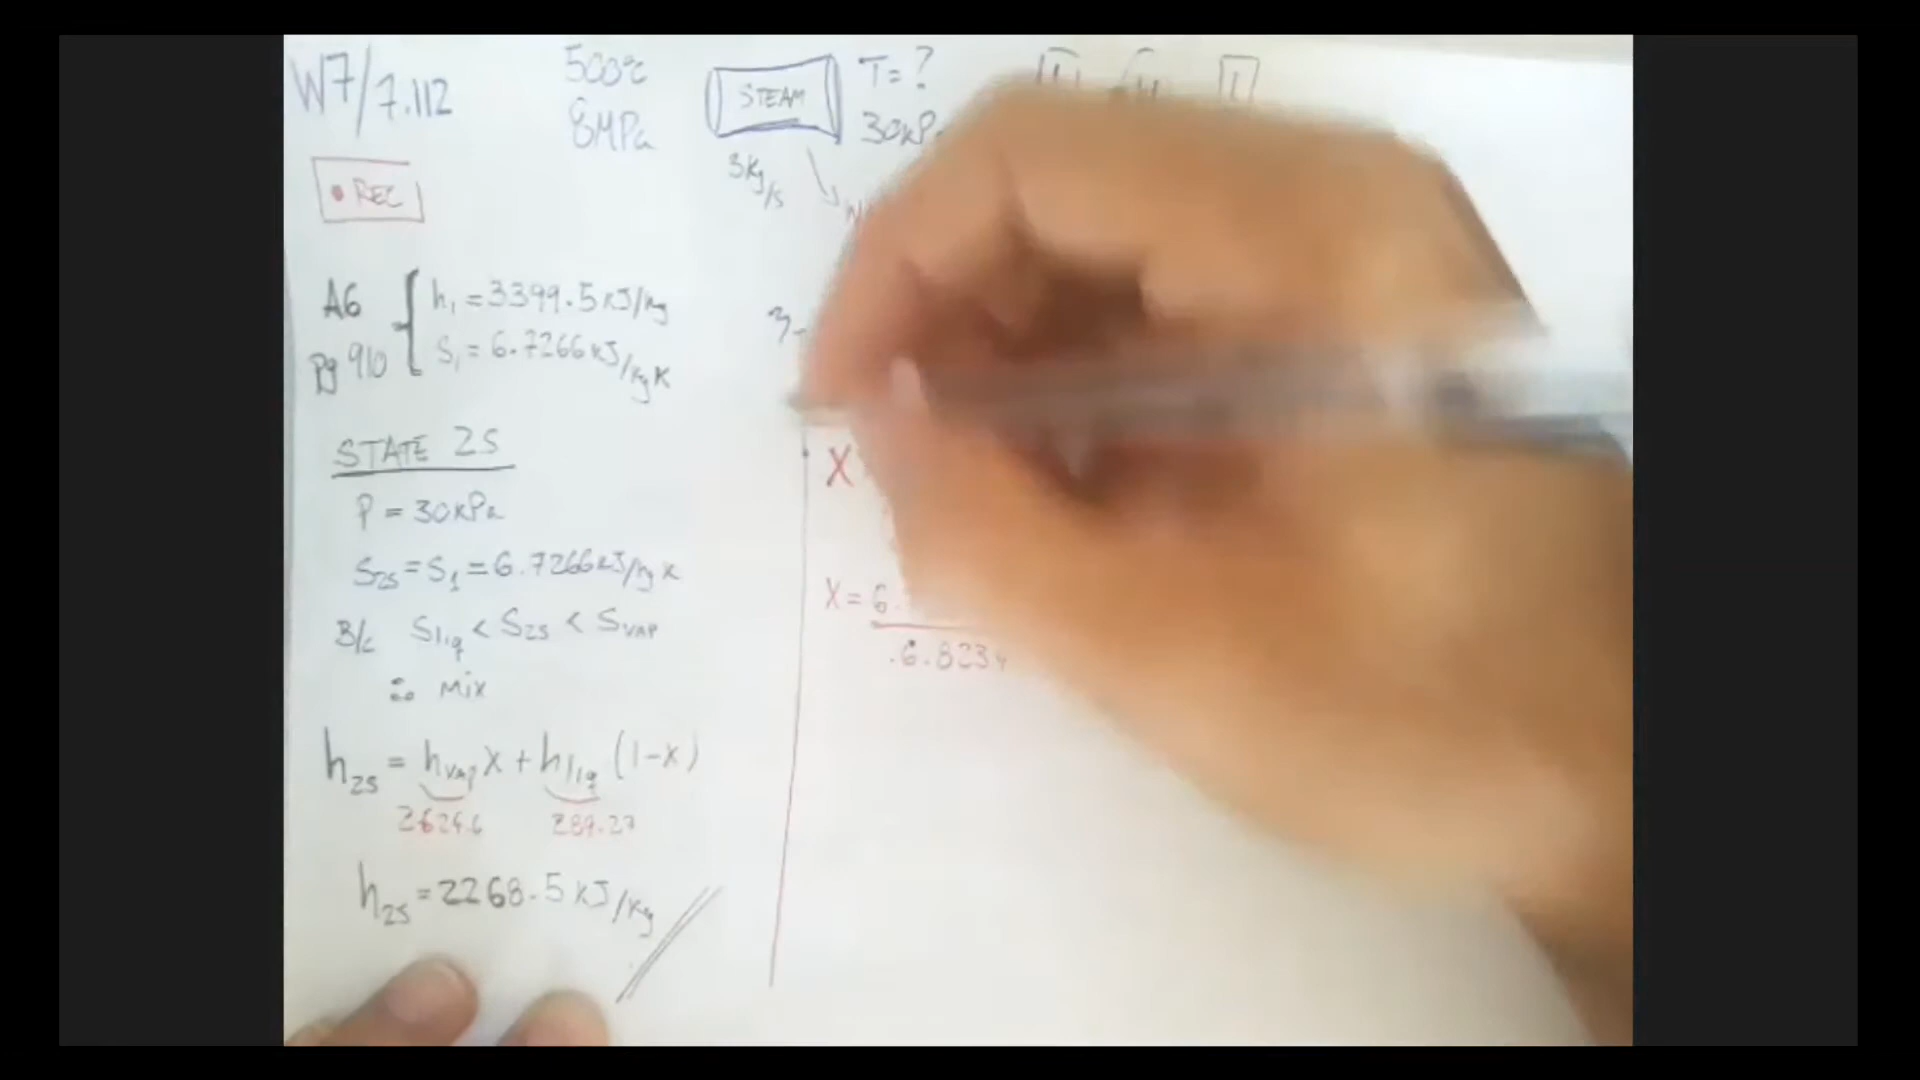 W7/7.112
500°C
8MPa
STEAM
T=?
30kPa
3kg/s
• REC
A6
Pg 910
h₁ = 3399.5 kJ/kg
S₁ = 6.7266 kJ/kg K
STATE 2S
P = 30kPa
S₂s = S₁ = 6.7266 kJ/kg K
B/c Sliq < S₂s < Svap
∴ Mix
h₂s = hvap X + hliq (1-X)
2624.6 289.27
h₂s = 2268.5 kJ/kg
X
X = 6.
6.8234